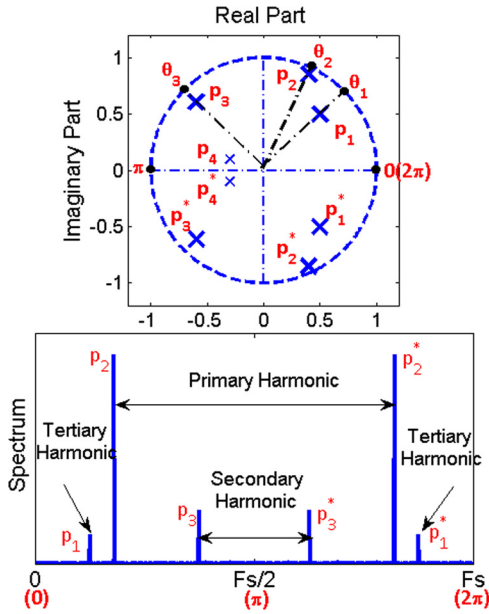 Real Part
Imaginary Part
1
0.5
0
-0.5
-1
-1 -0.5 0 0.5 1
θ3
θ2
θ1
p3
p2
p1
p4
π
0(2π)
p4*
p3*
p1*
p2*
Spectrum
p2
p2*
Primary Harmonic
Tertiary
Harmonic
Tertiary
Harmonic
Secondary
Harmonic
p3
p3*
p1
p1*
0 Fs/2 Fs
(0) (π) (2π)